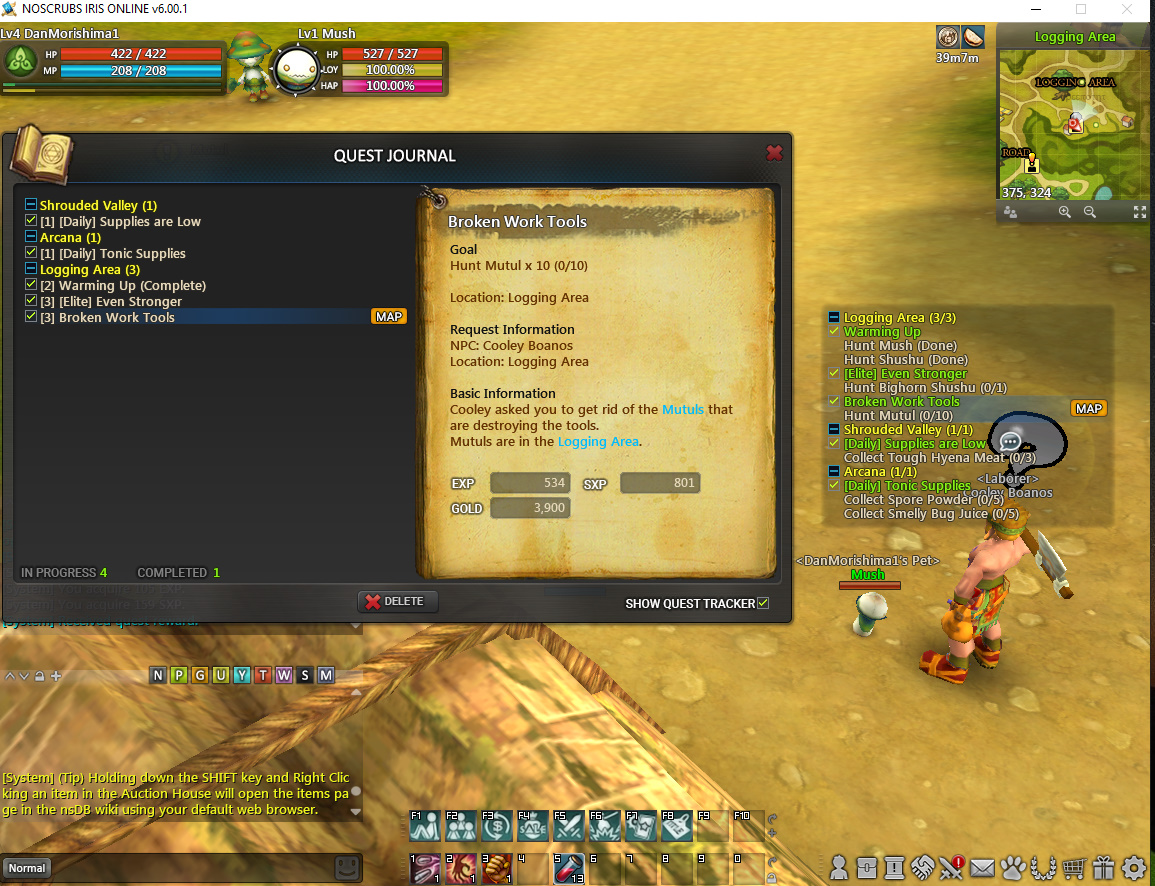 NOSCRUBS IRIS ONLINE v6.00.1
Lv4 DanMorishima1
HP 422 / 422
MP 208 / 208
Lv1 Mush
HP 527 / 527
LOY 100.00%
HAP 100.00%
39m7m
Logging Area
LOGGING AREA
ROAD
375, 324
QUEST JOURNAL
Shrouded Valley (1)
[1] [Daily] Supplies are Low
Arcana (1)
[1] [Daily] Tonic Supplies
Logging Area (3)
[2] Warming Up (Complete)
[3] [Elite] Even Stronger
[3] Broken Work Tools MAP
IN PROGRESS 4 COMPLETED 1
Broken Work Tools
Goal
Hunt Mutul x 10 (0/10)
Location: Logging Area
Request Information
NPC: Cooley Boanos
Location: Logging Area
Basic Information
Cooley asked you to get rid of the Mutuls that
are destroying the tools.
Mutuls are in the Logging Area.
EXP 534 SXP 801
GOLD 3,900
DELETE
SHOW QUEST TRACKER
Logging Area (3/3)
Warming Up
Hunt Mush (Done)
Hunt Shushu (Done)
[Elite] Even Stronger
Hunt Bighorn Shushu (0/1)
Broken Work Tools
MAP
Hunt Mutul (0/10)
Shrouded Valley (1/1)
[Daily] Supplies are Low
Collect Tough Hyena Meat (0/3)
Arcana (1/1)
[Daily] Tonic Supplies
Collect Spore Powder (0/5)
Collect Smelly Bug Juice (0/5)
<Laborer>
Cooley Boanos
<DanMorishima1's Pet>
Mush
[System] You acquire 159 SXP.
[System] Received quest reward.
N P G U Y T W S M
[System] (Tip) Holding down the SHIFT key and Right Clic
king an item in the Auction House will open the items pa
ge in the nsDB wiki using your default web browser.
Normal
F1 F2 F3 F4 F5 F6 F7 F8 F9 F10
SALE
1 2 3 4 5 6 7 8 9 0
1 1 1 13